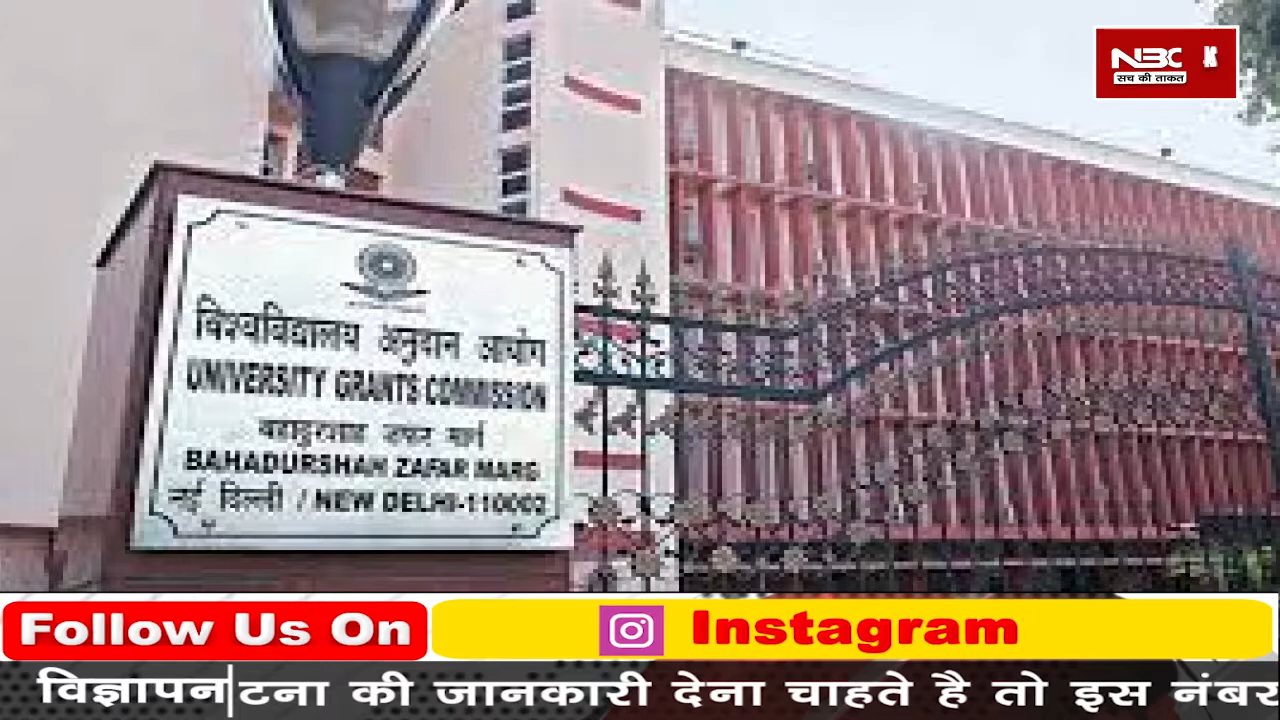 NBC K
सच की ताकत
विश्वविद्यालय अनुदान आयोग
UNIVERSITY GRANTS COMMISSION
बहादुरशाह जफर मार्ग
BAHADURSHAH ZAFAR MARG
नई दिल्ली / NEW DELHI-110002
Follow Us On
Instagram
विज्ञापन
टना की जानकारी देना चाहते है तो इस नंबर